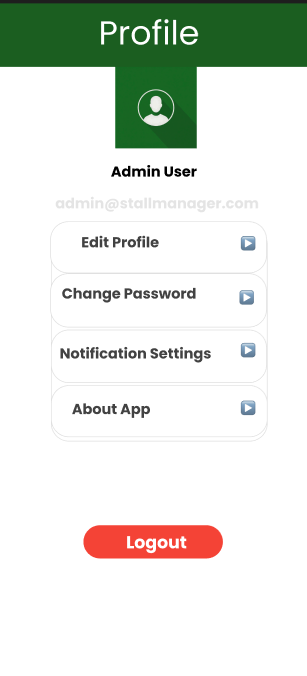 Profile
Admin User
admin@stallmanager.com
Edit Profile
Change Password
Notification Settings
About App
Logout